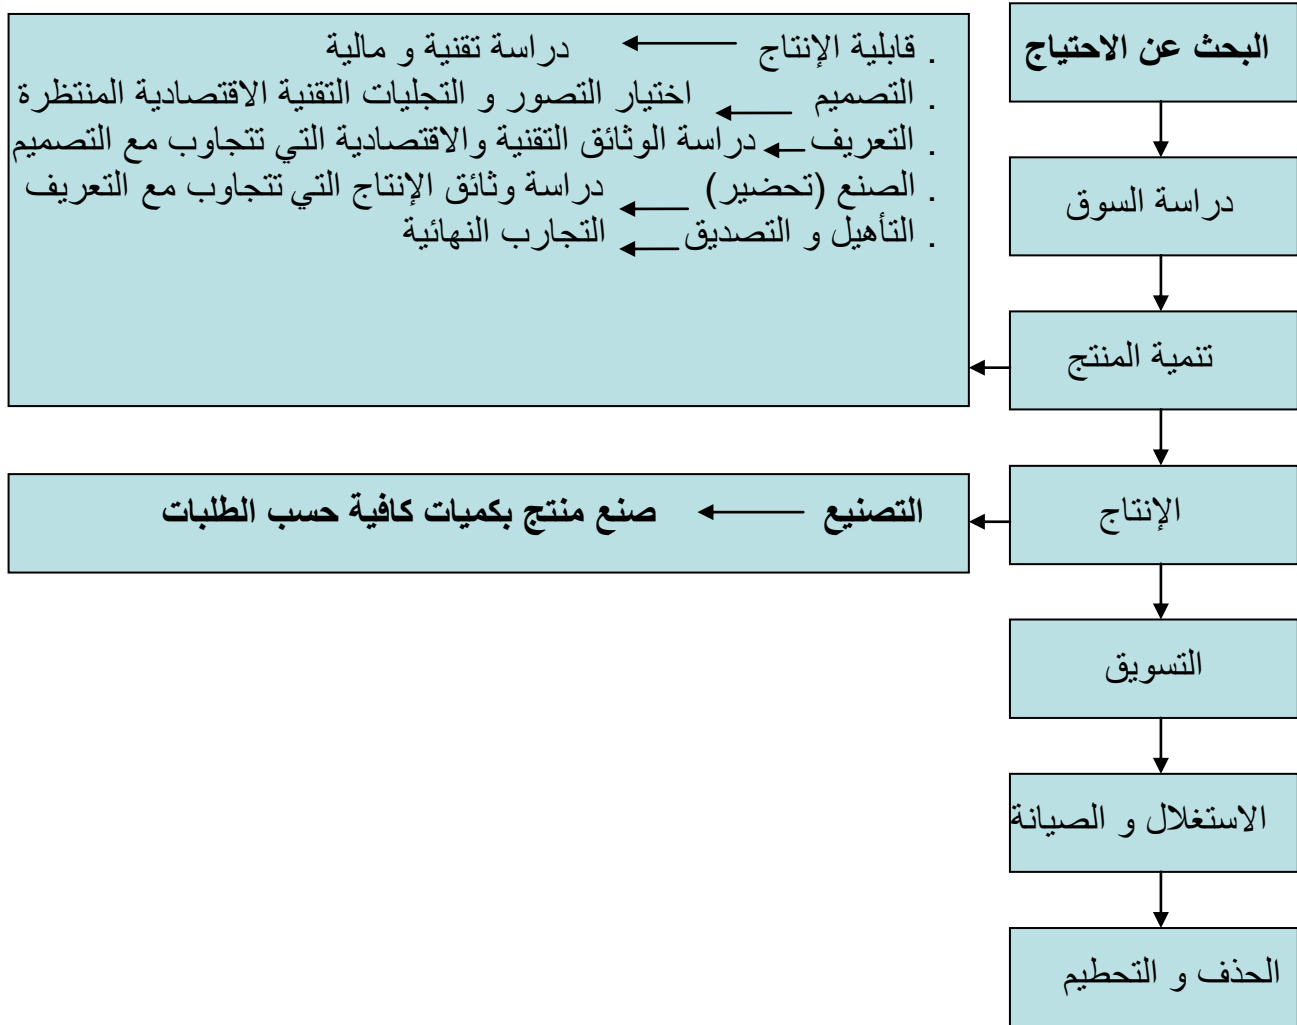 البحث عن الاحتياج
دراسة السوق
تنمية المنتج
. قابلية الإنتاج دراسة تقنية و مالية
. التصميم اختيار التصور و التجليات التقنية الاقتصادية المنتظرة
. التعريف دراسة الوثائق التقنية والاقتصادية التي تتجاوب مع التصميم
. الصنع (تحضير) دراسة وثائق الإنتاج التي تتجاوب مع التعريف
. التأهيل و التصديق التجارب النهائية
الإنتاج
التصنيع صنع منتج بكميات كافية حسب الطلبات
التسويق
الاستغلال و الصيانة
الحذف و التحطيم